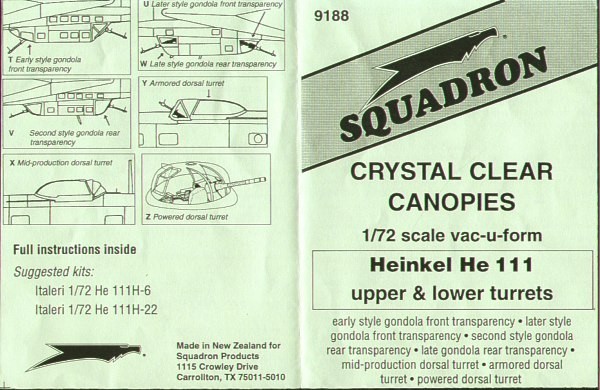 U Later style gondola front transparency
T Early style gondola
front transparency
W Late style gondola rear transparency
Y Armored dorsal turret
V Second style gondola rear
transparency
X Mid-production dorsal turret
Z Powered dorsal turret
Full instructions inside
Suggested kits:
Italeri 1/72 He 111H-6
Italeri 1/72 He 111H-22
Made in New Zealand for
Squadron Products
1115 Crowley Drive
Carrollton, TX 75011-5010
9188
SQUADRON
CRYSTAL CLEAR
CANOPIES
1/72 scale vac-u-form
Heinkel He 111
upper & lower turrets
early style gondola front transparency • later style
gondola front transparency • second style gondola
rear transparency • late gondola rear transparency •
mid-production dorsal turret • armored dorsal
turret • powered dorsal turret